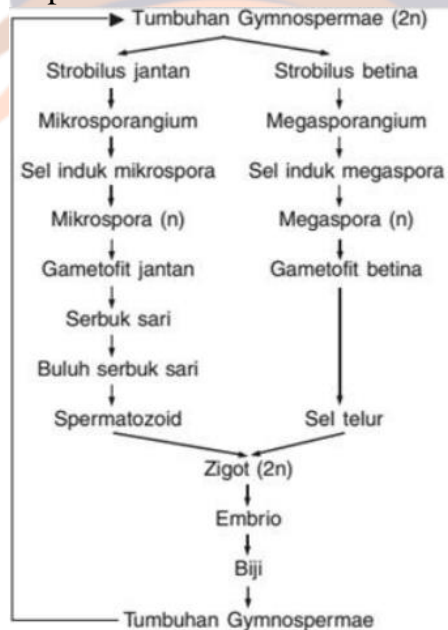 Tumbuhan Gymnospermae (2n)
Strobilus jantan Strobilus betina
Mikrosporangium Megasporangium
Sel induk mikrospora Sel induk megaspora
Mikrospora (n) Megaspora (n)
Gametofit jantan Gametofit betina
Serbuk sari
Buluh serbuk sari
Spermatozoid Sel telur
Zigot (2n)
Embrio
Biji
Tumbuhan Gymnospermae